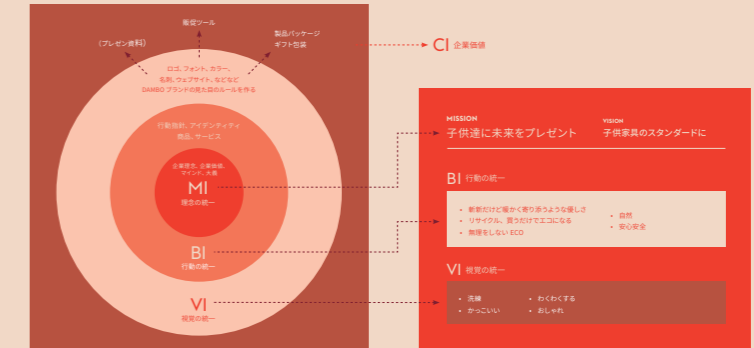 販促ツール
(プレゼン資料)
製品パッケージ
ギフト包装
ロゴ、フォント、カラー、
名刺、ウェブサイト、などなど
DAMBO ブランドの見た目のルールを作る
行動指針、アイデンティティ
商品、サービス
企業理念、企業価値、
マインド、大義
MI
理念の統一
BI
行動の統一
VI
視覚の統一
CI 企業価値
MISSION
子供達に未来をプレゼント
VISION
子供家具のスタンダードに
BI 行動の統一
・ 斬新だけど暖かく寄り添うような優しさ
・ リサイクル、買うだけでエコになる
・ 無理をしない ECO
・ 自然
・ 安心安全
VI 視覚の統一
・ 洗練
・ かっこいい
・ わくわくする
・ おしゃれ